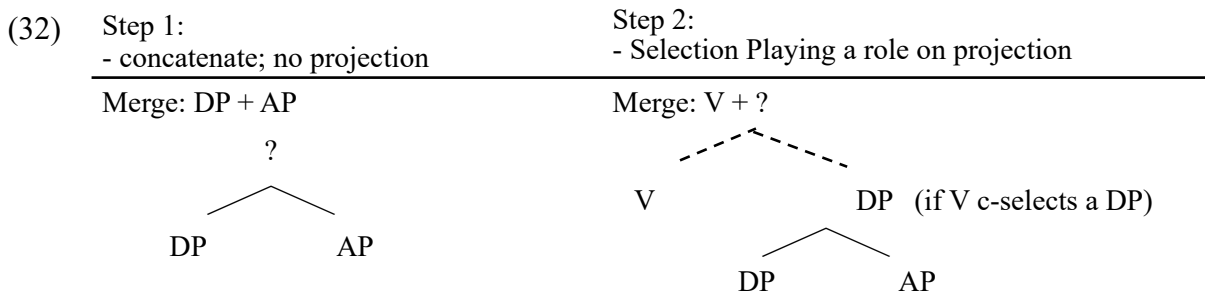 (32) Step 1: Step 2:
- concatenate; no projection - Selection Playing a role on projection
Merge: DP + AP Merge: V + ?
?
V DP (if V c-selects a DP)
DP AP
DP AP